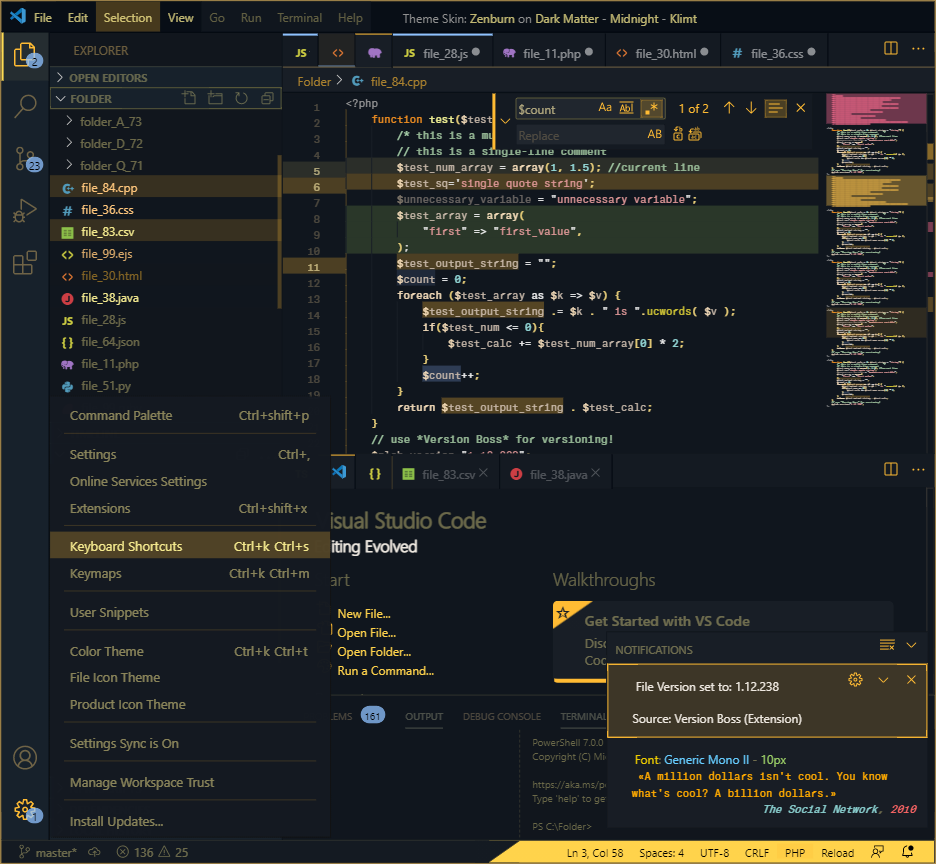 File Edit Selection View Go Run Terminal Help Theme Skin: Zenburn on Dark Matter - Midnight - Klimt
2
EXPLORER
JS <> JS file_28.js file_11.php <> file_30.html # file_36.css ···
OPEN EDITORS
FOLDER
Folder > file_84.cpp
folder_A_73
folder_D_72
folder_Q_71
23
file_84.cpp
# file_36.css
file_83.csv
<> file_99.ejs
<> file_30.html
J file_38.java
JS file_28.js
{} file_64.json
file_11.php
file_51.py
$count Aa Abl .* 1 of 2
Replace AB
1 <?php
2 function test($test
3 /* this is a mu
4 // this is a single-line comment
5 $test_num_array = array(1, 1.5); //current line
6 $test_sq='single quote string';
7 $unnecessary_variable = "unnecessary variable";
8 $test_array = array(
9 "first" => "first_value",
10 );
11 $test_output_string = "";
12 $count = 0;
13 foreach ($test_array as $k => $v) {
14 $test_output_string .= $k . " is ".ucwords( $v );
15 if($test_num <= 0){
16 $test_calc += $test_num_array[0] * 2;
17 }
18 $count++;
19 }
return $test_output_string . $test_calc;
}
// use *Version Boss* for versioning!
Command Palette Ctrl+shift+p
Settings Ctrl+,
Online Services Settings
Extensions Ctrl+shift+x
Keyboard Shortcuts Ctrl+k Ctrl+s
Keymaps Ctrl+k Ctrl+m
User Snippets
Color Theme Ctrl+k Ctrl+t
File Icon Theme
Product Icon Theme
Settings Sync is On
Manage Workspace Trust
Install Updates...
1
{} file_83.csv J file_38.java ···
isual Studio Code
iting Evolved
art
New File...
Open File...
Open Folder...
Run a Command...
Walkthroughs
Get Started with VS Code
Disc
Coc
LEMS 161 OUTPUT DEBUG CONSOLE TERMINAL
PowerShell 7.0.0
Copyright (C) Mi
https://aka.ms/p
Type 'help' to ge
PS C:\Folder>
NOTIFICATIONS
File Version set to: 1.12.238
Source: Version Boss (Extension)
Font: Generic Mono II - 10px
«A million dollars isn't cool. You know
what's cool? A billion dollars.»
The Social Network, 2010
master* 136 25 Ln 3, Col 58 Spaces: 4 UTF-8 CRLF PHP Reload